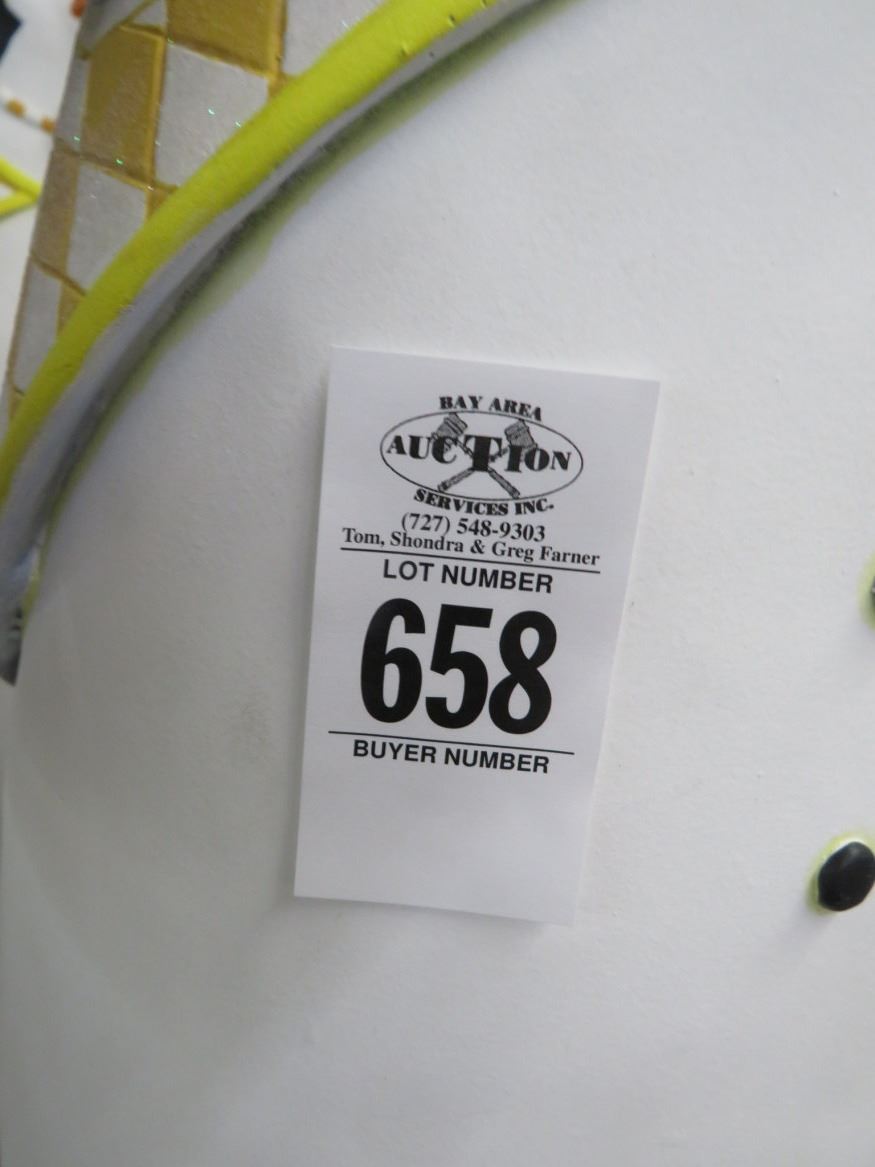 BAY AREA
AUCTION
SERVICES INC.
(727) 548-9303
Tom, Shondra & Greg Farner
LOT NUMBER
658
BUYER NUMBER